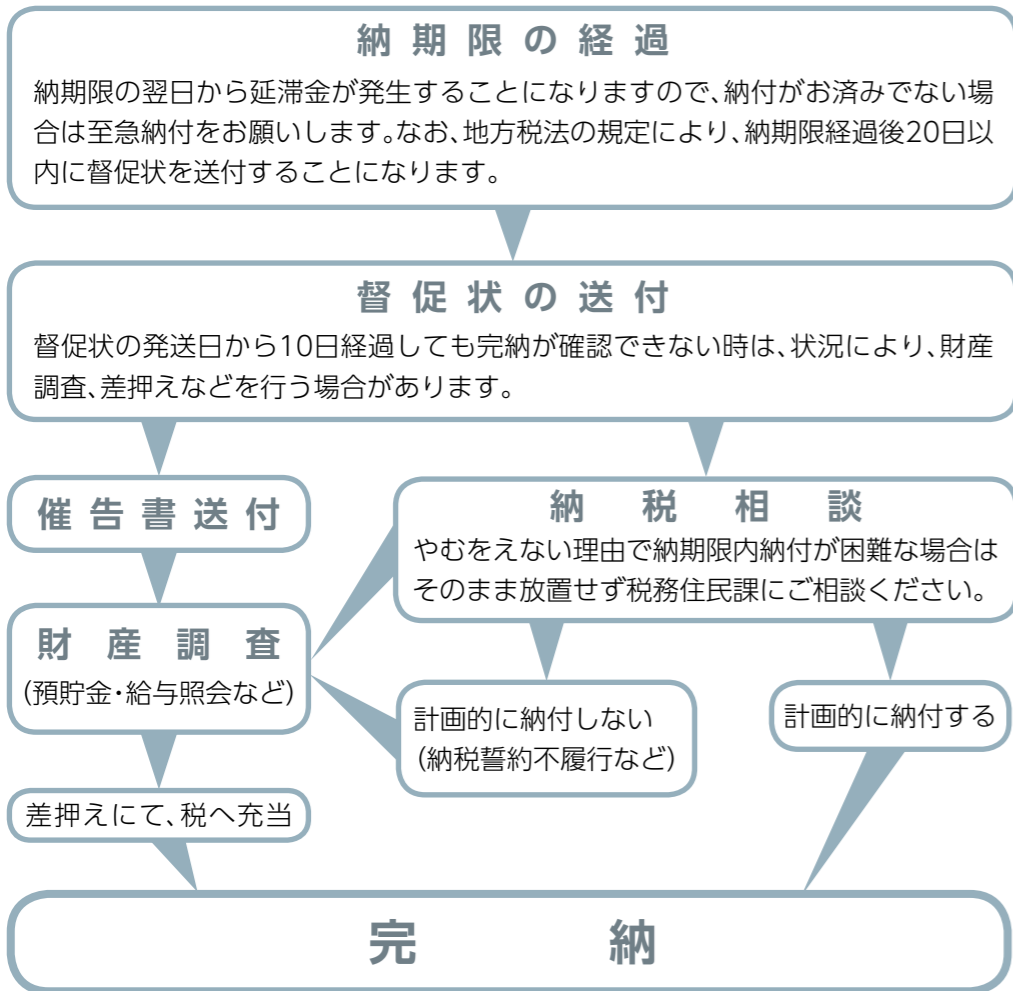 納期限の経過
納期限の翌日から延滞金が発生することになりますので、納付がお済みでない場
合は至急納付をお願いします。なお、地方税法の規定により、納期限経過後20日以
内に督促状を送付することになります。
督促状の送付
督促状の発送日から10日経過しても完納が確認できない時は、状況により、財産
調査、差押えなどを行う場合があります。
催告書送付
納税相談
やむをえない理由で納期限内納付が困難な場合は
そのまま放置せず税務住民課にご相談ください。
財産調査
(預貯金・給与照会など)
計画的に納付しない
(納税誓約不履行など)
計画的に納付する
差押えにて、税へ充当
完納